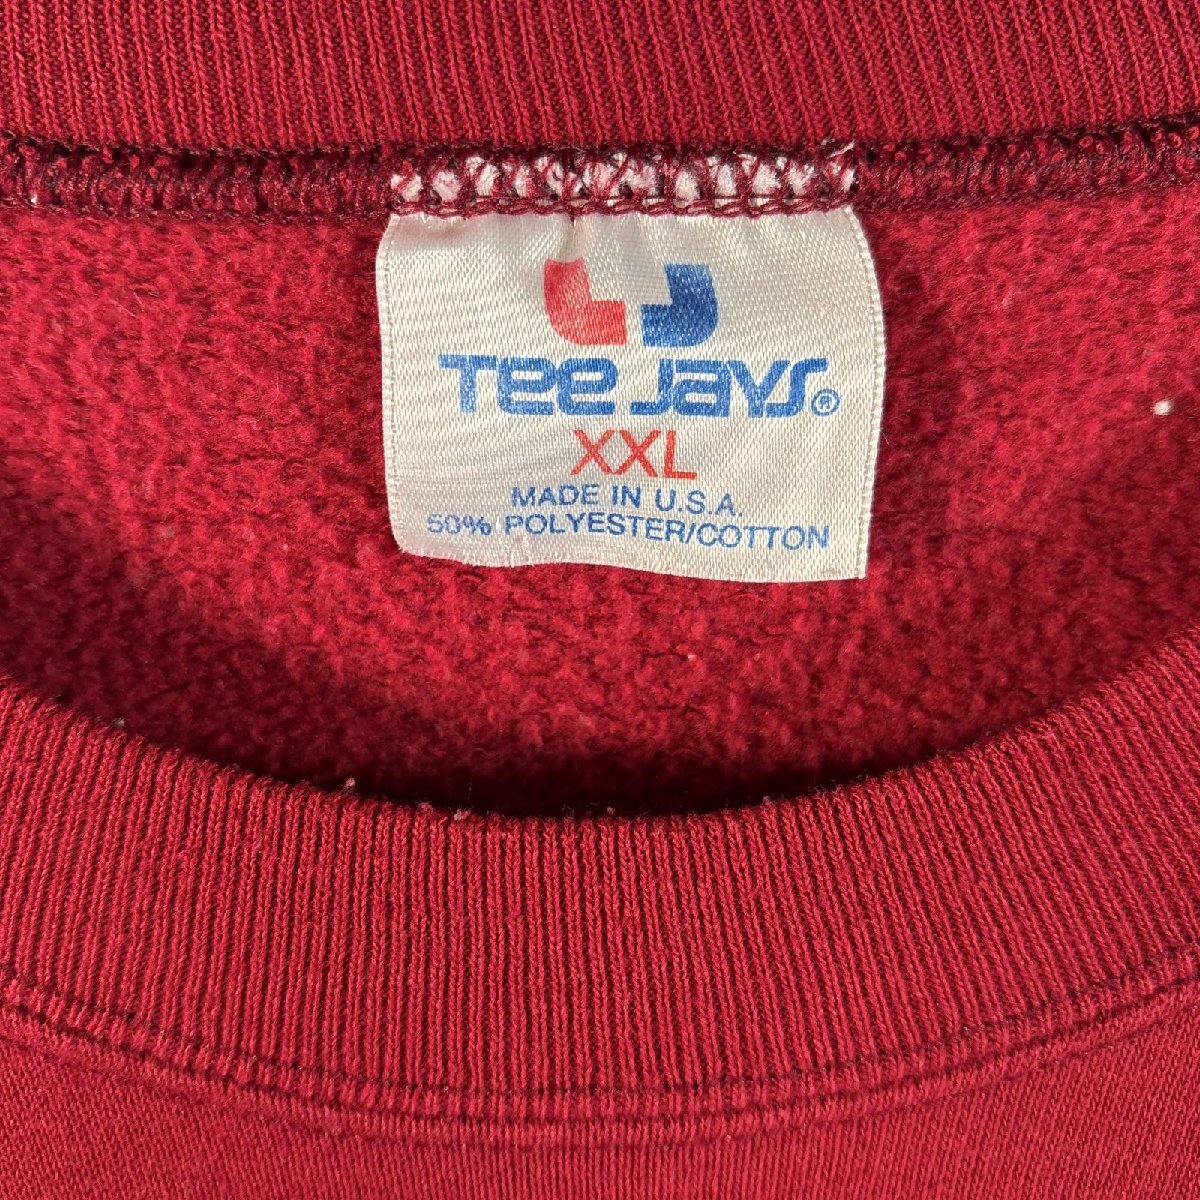 Tee Jays®
XXL
MADE IN U.S.A.
50% POLYESTER/COTTON